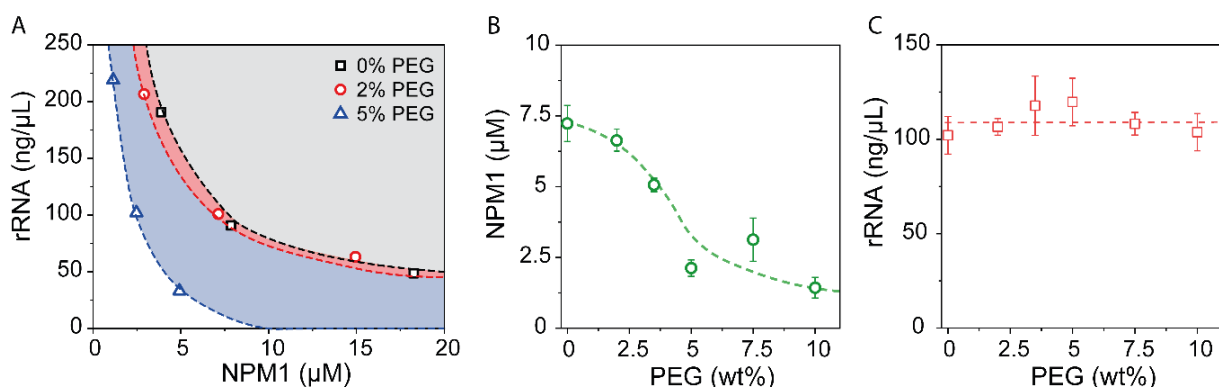 A
250
200
150
100
50
0
rRNA (ng/µL)
0% PEG
2% PEG
5% PEG
0 5 10 15 20
NPM1 (µM)
B
10
7.5
5
2.5
0
NPM1 (µM)
0 2.5 5 7.5 10
PEG (wt%)
C
150
100
50
0
rRNA (ng/µL)
0 2.5 5 7.5 10
PEG (wt%)